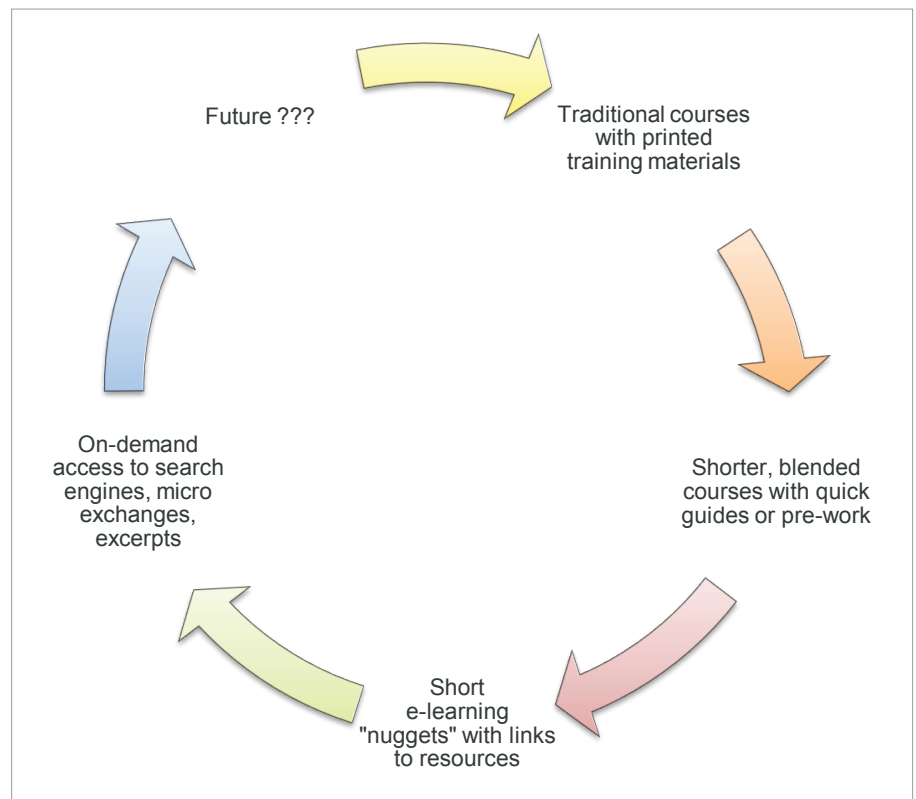 Future ???
Traditional courses
with printed
training materials
Shorter, blended
courses with quick
guides or pre-work
Short
e-learning
"nuggets" with links
to resources
On-demand
access to search
engines, micro
exchanges,
excerpts